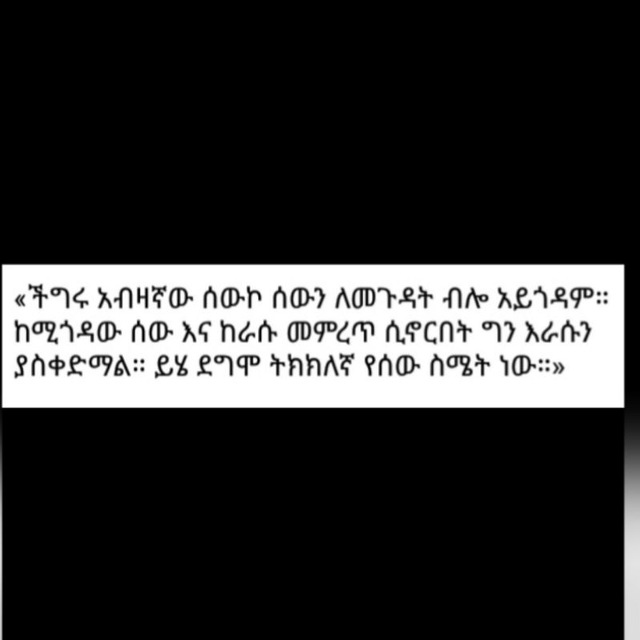 «ችግሩ አብዛኛው ሰውኮ ሰውን ለመጉዳት ብሎ አይጎዳም።
ከሚጎዳው ሰው እና ከራሱ መምረጥ ሲኖርበት ግን እራሱን
ያስቀድማል። ይሄ ደግሞ ትክክለኛ የሰው ስሜት ነው።»